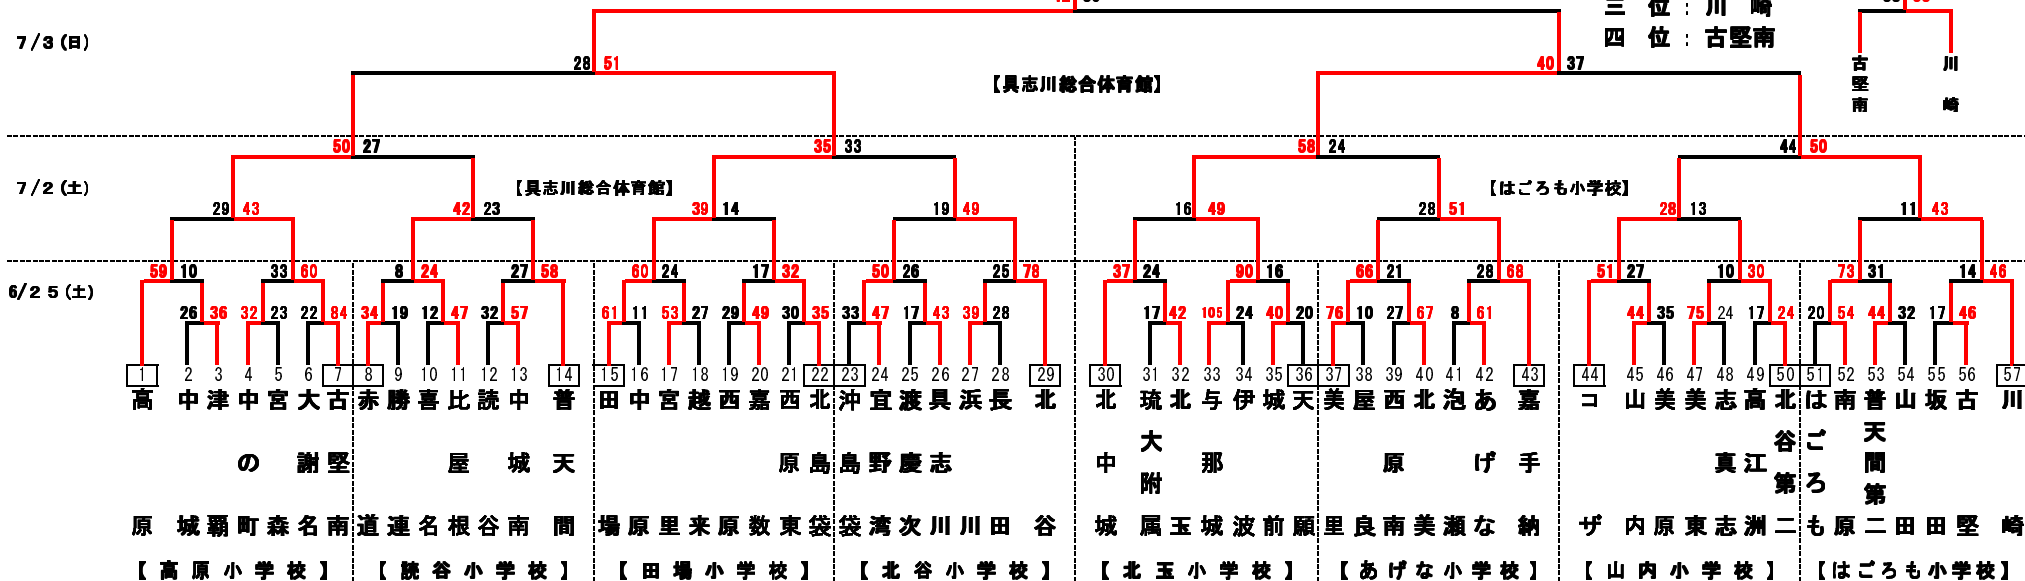 三 位 : 川 崎
7/3(日)
四 位 : 古堅南
28 51
40 37
【具志川総合体育館】
古堅南
川崎
50 27
35 33
58 24
44 50
7/2(土)
【具志川総合体育館】
【はごろも小学校】
29 43
42 23
39 14
19 49
16 49
28 51
28 13
11 43
59 10
33 60
8 24
27 58
60 24
17 32
50 26
25 78
37 24
90 16
66 21
28 68
51 27
10 30
73 31
14 46
6/25(土)
26 36
32 23
22 84
34 19
12 47
32 57
61 11
53 27
29 49
30 35
33 47
17 43
39 28
17 42
105 24
40 20
76 10
27 67
8 61
44 35
75 24
17 24
20 54
44 32
17 46
1 2 3 4 5 6 7 8 9 10 11 12 13 14 15 16 17 18 19 20 21 22 23 24 25 26 27 28 29 30 31 32 33 34 35 36 37 38 39 40 41 42 43 44 45 46 47 48 49 50 51 52 53 54 55 56 57
高原
中城
津覇
中の町
宮森
大謝名
古堅南
赤道
勝連
喜名
比屋根
読谷
中城南
普天間
田場
中原
宮里
越来
西原
嘉数
西原東
北島袋
沖島袋
宜野湾
渡慶次
具志川
浜川
長田
北谷
北中城
琉大附属
北玉
与那城
伊波
城前
天願
美里
屋良
西原南
北美
泡瀬
あげな
嘉手納
コザ
山内
美原
美東
志真志
高江洲
北谷第二
はごろも
南原
普天間第二
山田
坂田
古堅
川崎
【高原小学校】
【読谷小学校】
【田場小学校】
【北谷小学校】
【北玉小学校】
【あげな小学校】
【山内小学校】
【はごろも小学校】